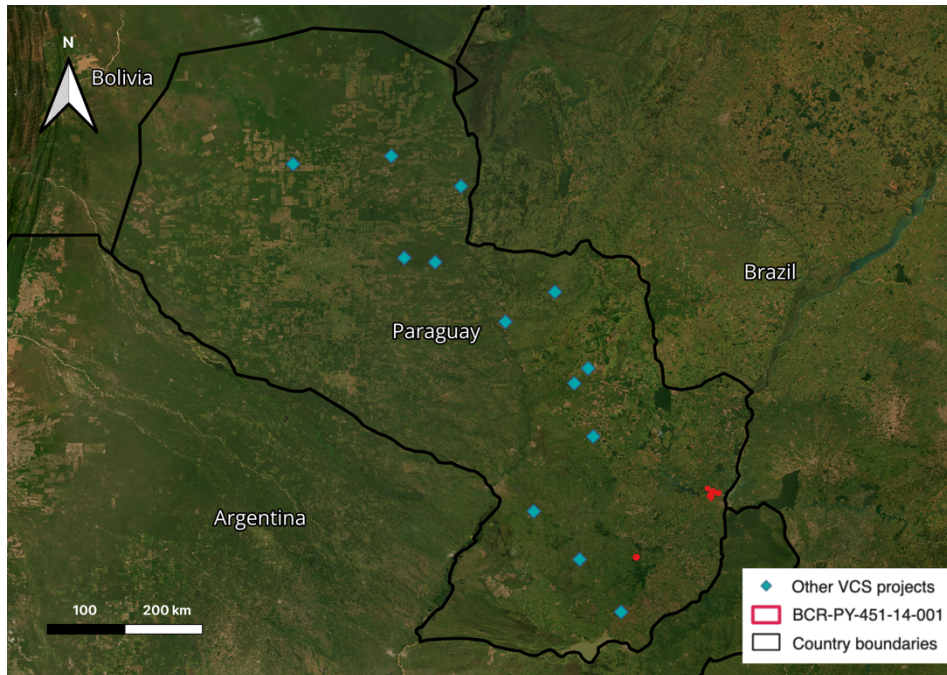 N
Bolivia
Brazil
Paraguay
Argentina
100 200 km
Other VCS projects
BCR-PY-451-14-001
Country boundaries